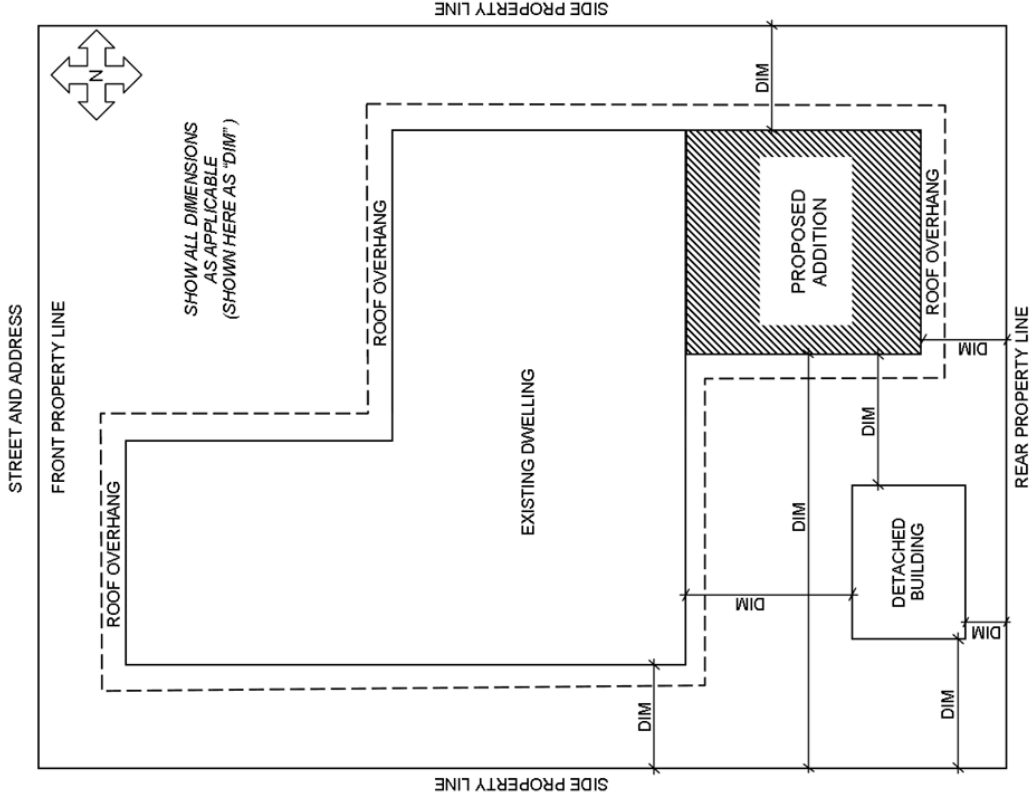 STREET AND ADDRESS
FRONT PROPERTY LINE
SIDE PROPERTY LINE
N
SHOW ALL DIMENSIONS
AS APPLICABLE
(SHOWN HERE AS "DIM" )
ROOF OVERHANG
ROOF OVERHANG
EXISTING DWELLING
PROPOSED
ADDITION
ROOF OVERHANG
DETACHED
BUILDING
DIM
DIM
DIM
DIM
DIM
DIM
DIM
DIM
SIDE PROPERTY LINE
REAR PROPERTY LINE